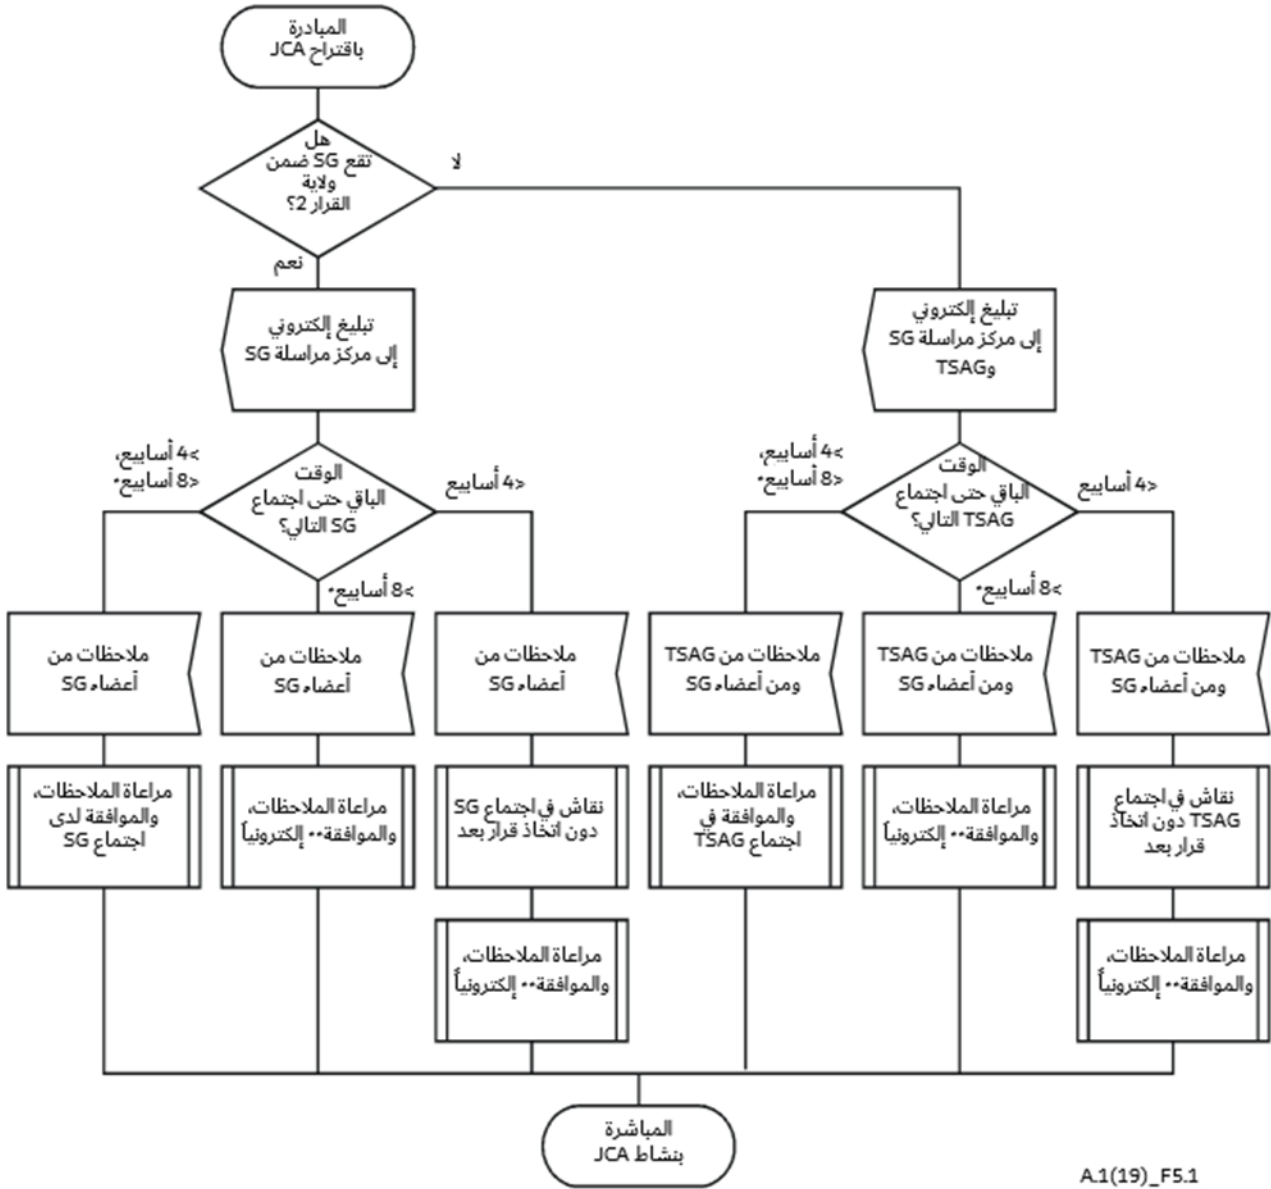 المبادرة
باقتراح JCA
هل
تقع SG ضمن
ولاية
القرار 2؟
لا
نعم
تبليغ إلكتروني
إلى مركز مراسلة SG
وTSAG
تبليغ إلكتروني
إلى مركز مراسلة SG
<4 أسابيع
الوقت
الباقي حتى اجتماع
TSAG التالي؟
>4 أسابيع،
<8 أسابيع*
>8 أسابيع*
<4 أسابيع
الوقت
الباقي حتى اجتماع
SG التالي؟
>4 أسابيع،
<8 أسابيع*
>8 أسابيع*
ملاحظات من TSAG
ومن أعضاء SG
ملاحظات من TSAG
ومن أعضاء SG
ملاحظات من TSAG
ومن أعضاء SG
ملاحظات من
أعضاء SG
ملاحظات من
أعضاء SG
ملاحظات من
أعضاء SG
نقاش في اجتماع
TSAG دون اتخاذ
قرار بعد
مراعاة الملاحظات،
والموافقة** إلكترونياً
مراعاة الملاحظات،
والموافقة في
اجتماع TSAG
نقاش في اجتماع SG
دون اتخاذ قرار بعد
مراعاة الملاحظات،
والموافقة** إلكترونياً
مراعاة الملاحظات،
والموافقة لدى
اجتماع SG
مراعاة الملاحظات،
والموافقة** إلكترونياً
مراعاة الملاحظات،
والموافقة** إلكترونياً
المباشرة
بنشاط JCA
A.1(19)_F5.1